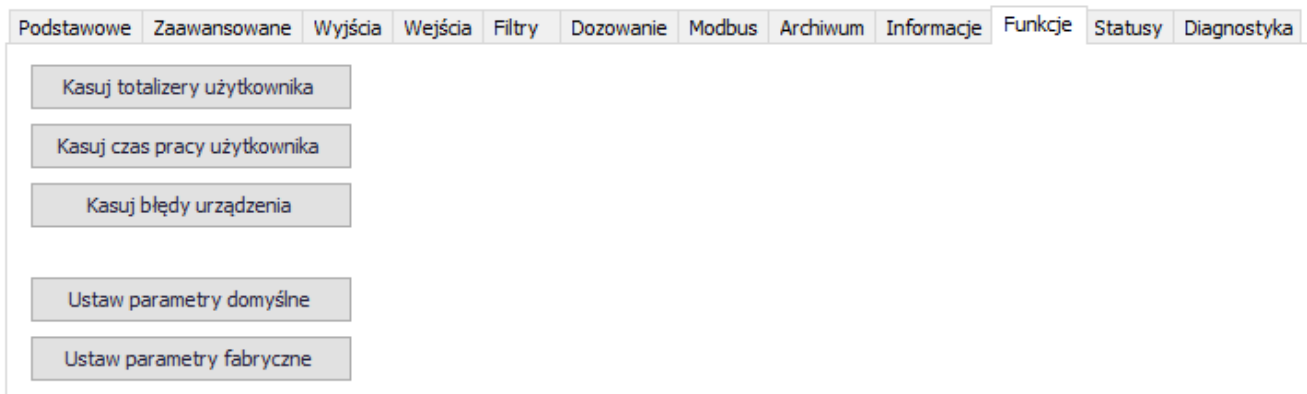 Podstawowe Zaawansowane Wyjścia Wejścia Filtry Dozowanie Modbus Archiwum Informacje Funkcje Statusy Diagnostyka
Kasuj totalizery użytkownika
Kasuj czas pracy użytkownika
Kasuj błędy urządzenia
Ustaw parametry domyślne
Ustaw parametry fabryczne